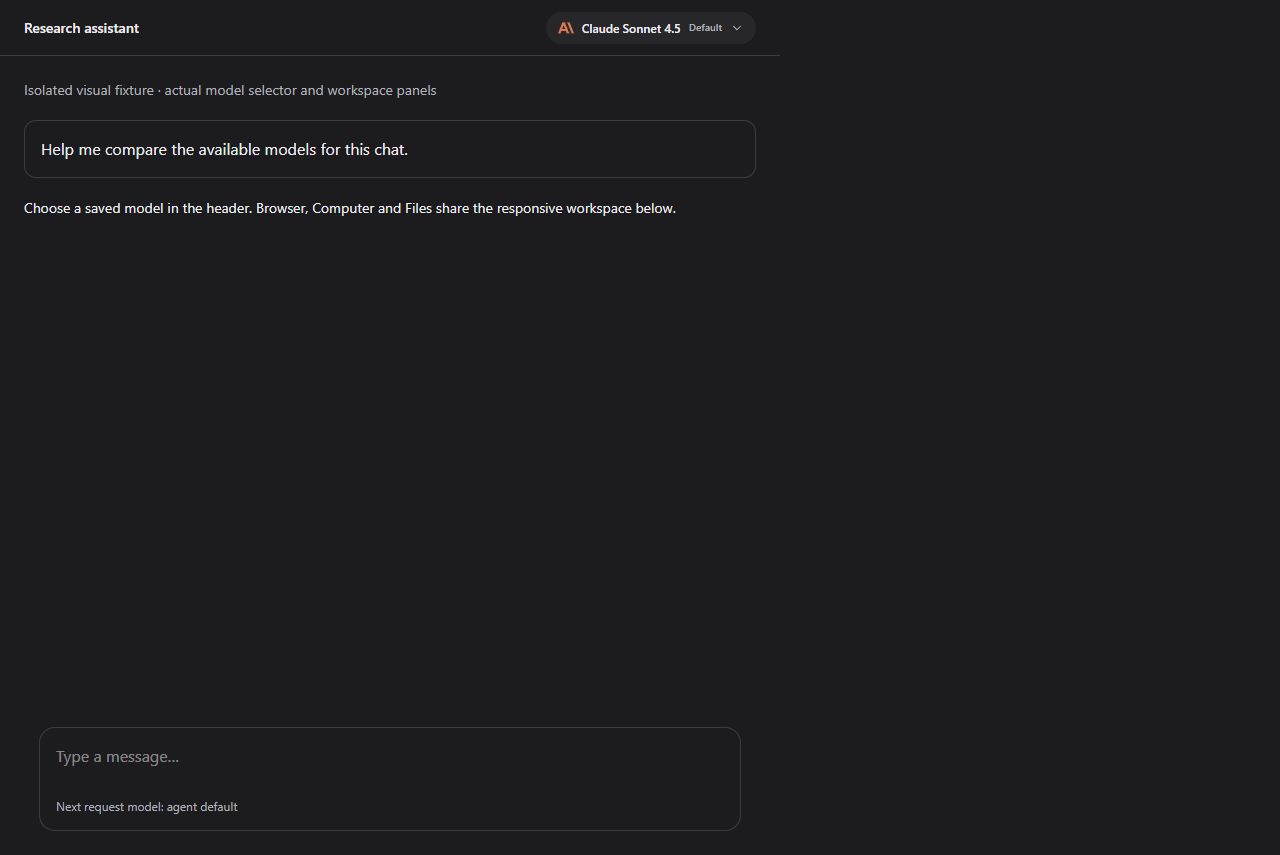 Research assistant
Claude Sonnet 4.5 Default
Isolated visual fixture · actual model selector and workspace panels
Help me compare the available models for this chat.
Choose a saved model in the header. Browser, Computer and Files share the responsive workspace below.
Type a message...
Next request model: agent default